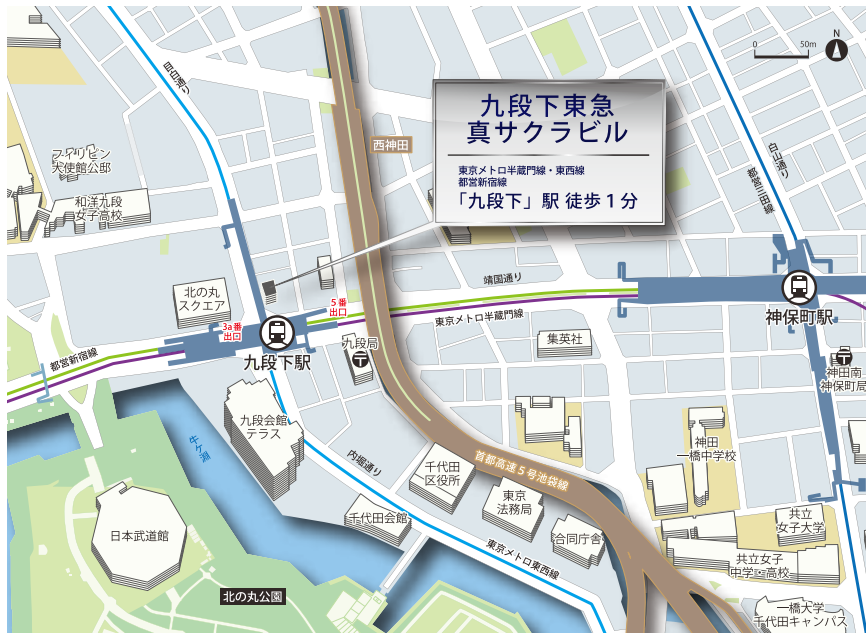 N
0
50m
目白通り
九段下東急
真サクラビル
東京メトロ半蔵門線・東西線
都営新宿線
「九段下」駅 徒歩1分
西神田
白山通り
都営三田線
フィリピン
大使館公邸
和洋九段
女子高校
北の丸
スクエア
靖国通り
神保町駅
5番
出口
3a番
出口
東京メトロ半蔵門線
都営新宿線
九段下駅
九段局
集英社
神田南
神保町局
九段会館
テラス
牛ヶ淵
内堀通り
千代田
区役所
首都高速5号池袋線
神田
一橋中学校
東京
法務局
千代田会館
合同庁舎
共立
女子大学
日本武道館
東京メトロ東西線
共立女子
中学・高校
北の丸公園
一橋大学
千代田キャンパス